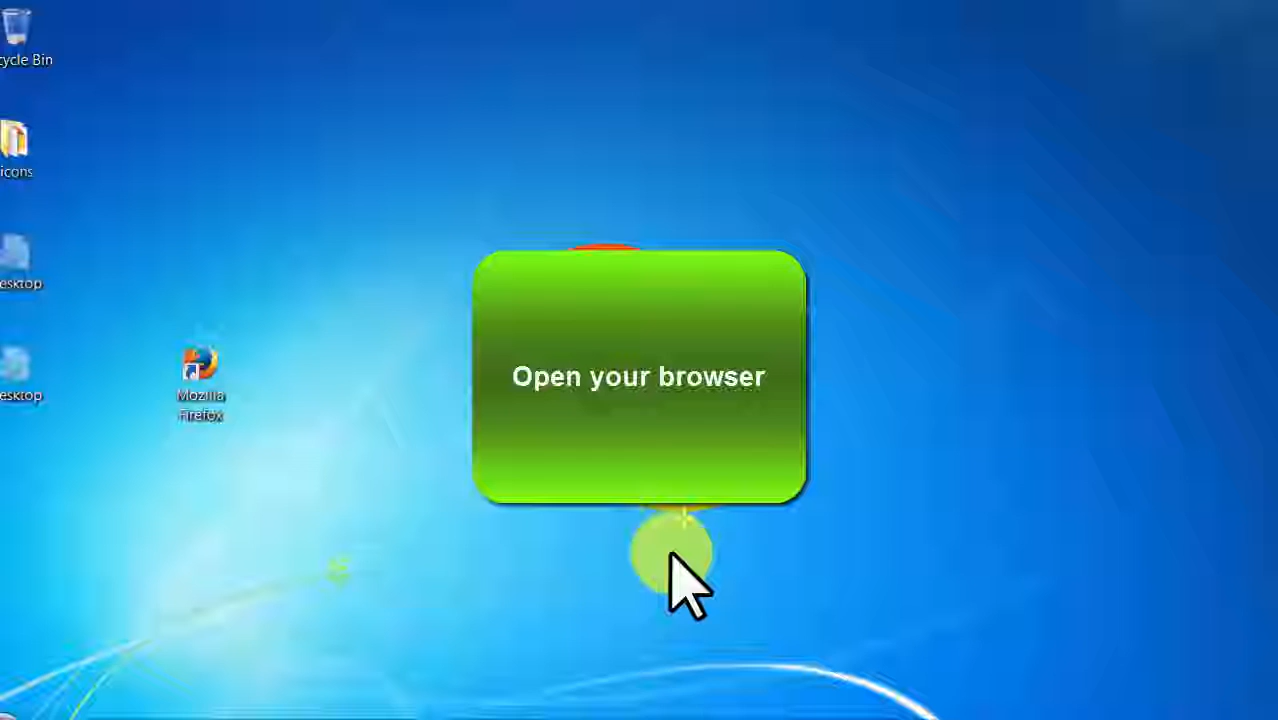 cycle Bin
icons
esktop
esktop
Mozilla
Firefox
Open your browser